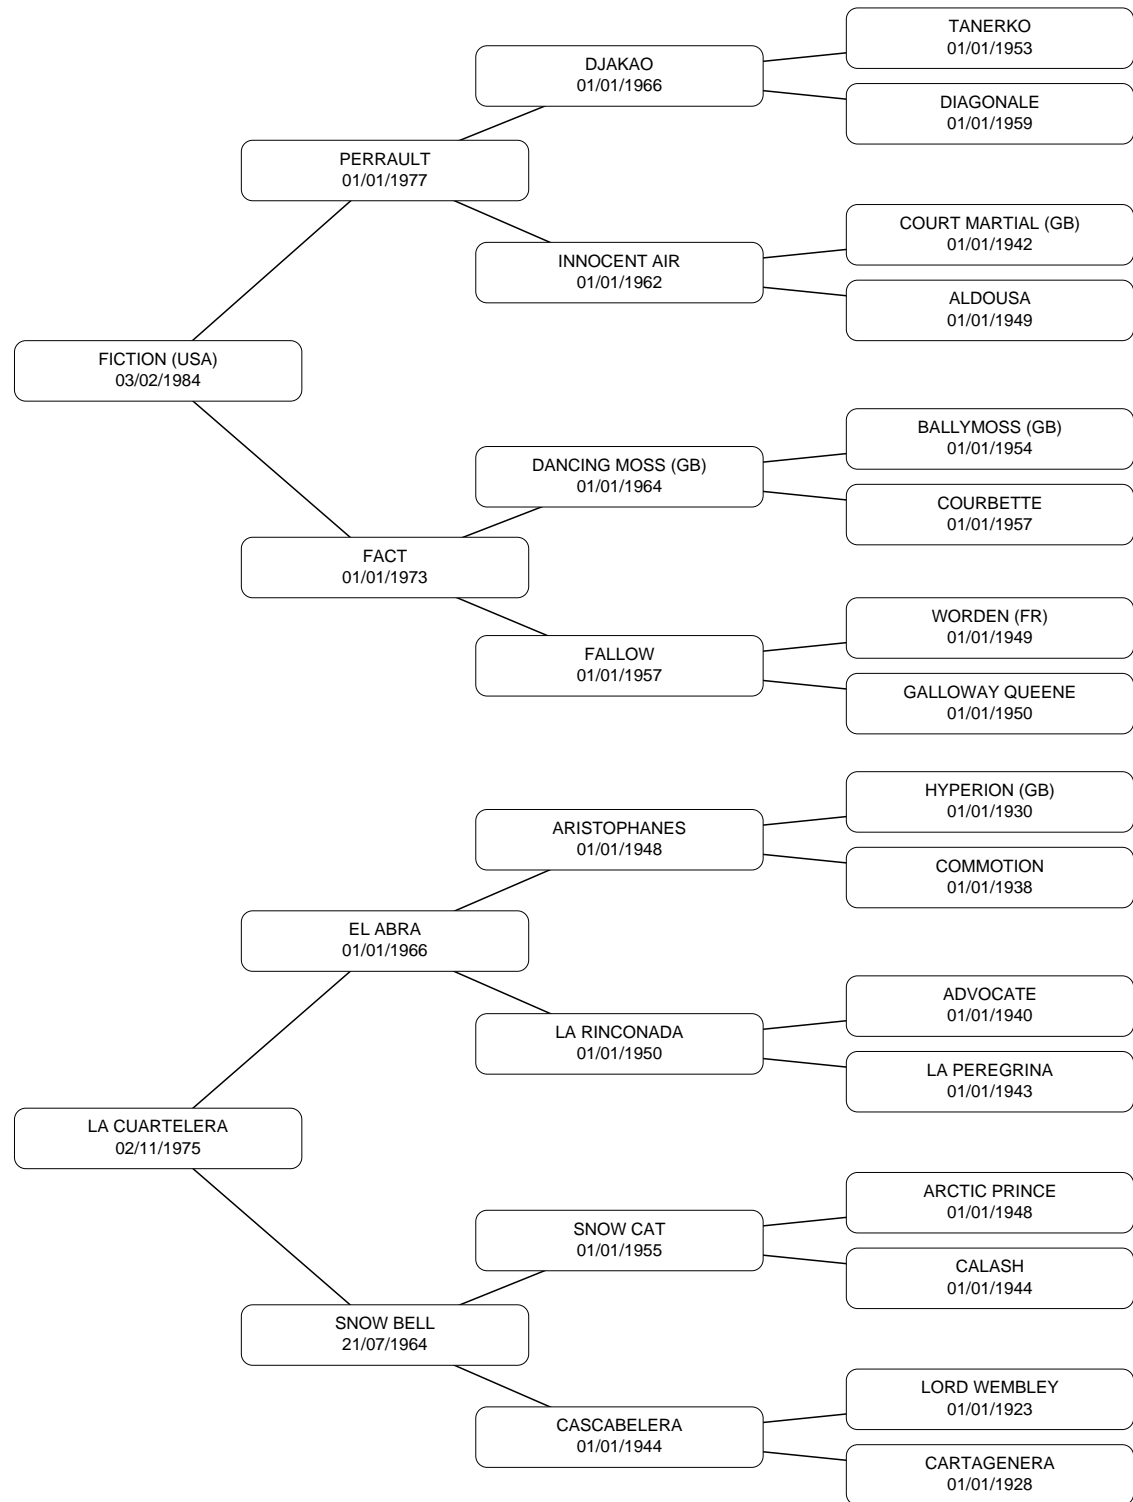 TANERKO
01/01/1953
DJAKAO
01/01/1966
DIAGONALE
01/01/1959
PERRAULT
01/01/1977
COURT MARTIAL (GB)
01/01/1942
INNOCENT AIR
01/01/1962
ALDOUSA
01/01/1949
FICTION (USA)
03/02/1984
BALLYMOSS (GB)
01/01/1954
DANCING MOSS (GB)
01/01/1964
COURBETTE
01/01/1957
FACT
01/01/1973
WORDEN (FR)
01/01/1949
FALLOW
01/01/1957
GALLOWAY QUEENE
01/01/1950
HYPERION (GB)
01/01/1930
ARISTOPHANES
01/01/1948
COMMOTION
01/01/1938
EL ABRA
01/01/1966
ADVOCATE
01/01/1940
LA RINCONADA
01/01/1950
LA PEREGRINA
01/01/1943
LA CUARTELERA
02/11/1975
ARCTIC PRINCE
01/01/1948
SNOW CAT
01/01/1955
CALASH
01/01/1944
SNOW BELL
21/07/1964
LORD WEMBLEY
01/01/1923
CASCABELERA
01/01/1944
CARTAGENERA
01/01/1928